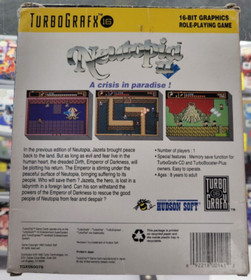 TURBOGRAFX 16
16-BIT GRAPHICS
ROLE-PLAYING GAME
Neutopia II
A crisis in paradise !
In the previous edition of Neutopia, Jazeta brought peace
back to the land. But as long as evil and fear live in the
human heart, the dreaded Dirth, Emperor of Darkness, will
be plotting his return. The Emperor is stirring under the
peaceful surface of Neutopia, bringing suffering to its
people. Who will save them ? Jazeta, the hero, is lost in a
labyrinth in a foreign land. Can his son withstand the
powers of the Emperor of Darkness to rescue the good
people of Neutopia from fear and despair ?
• Number of players : 1
• Special features : Memory save function for
TurboGrafx-CD and TurboBooster-Plus
owners.
• Easy to play
• Ages : 8 years to adult
HUDSON SOFT
TURBO
GRAFX
16